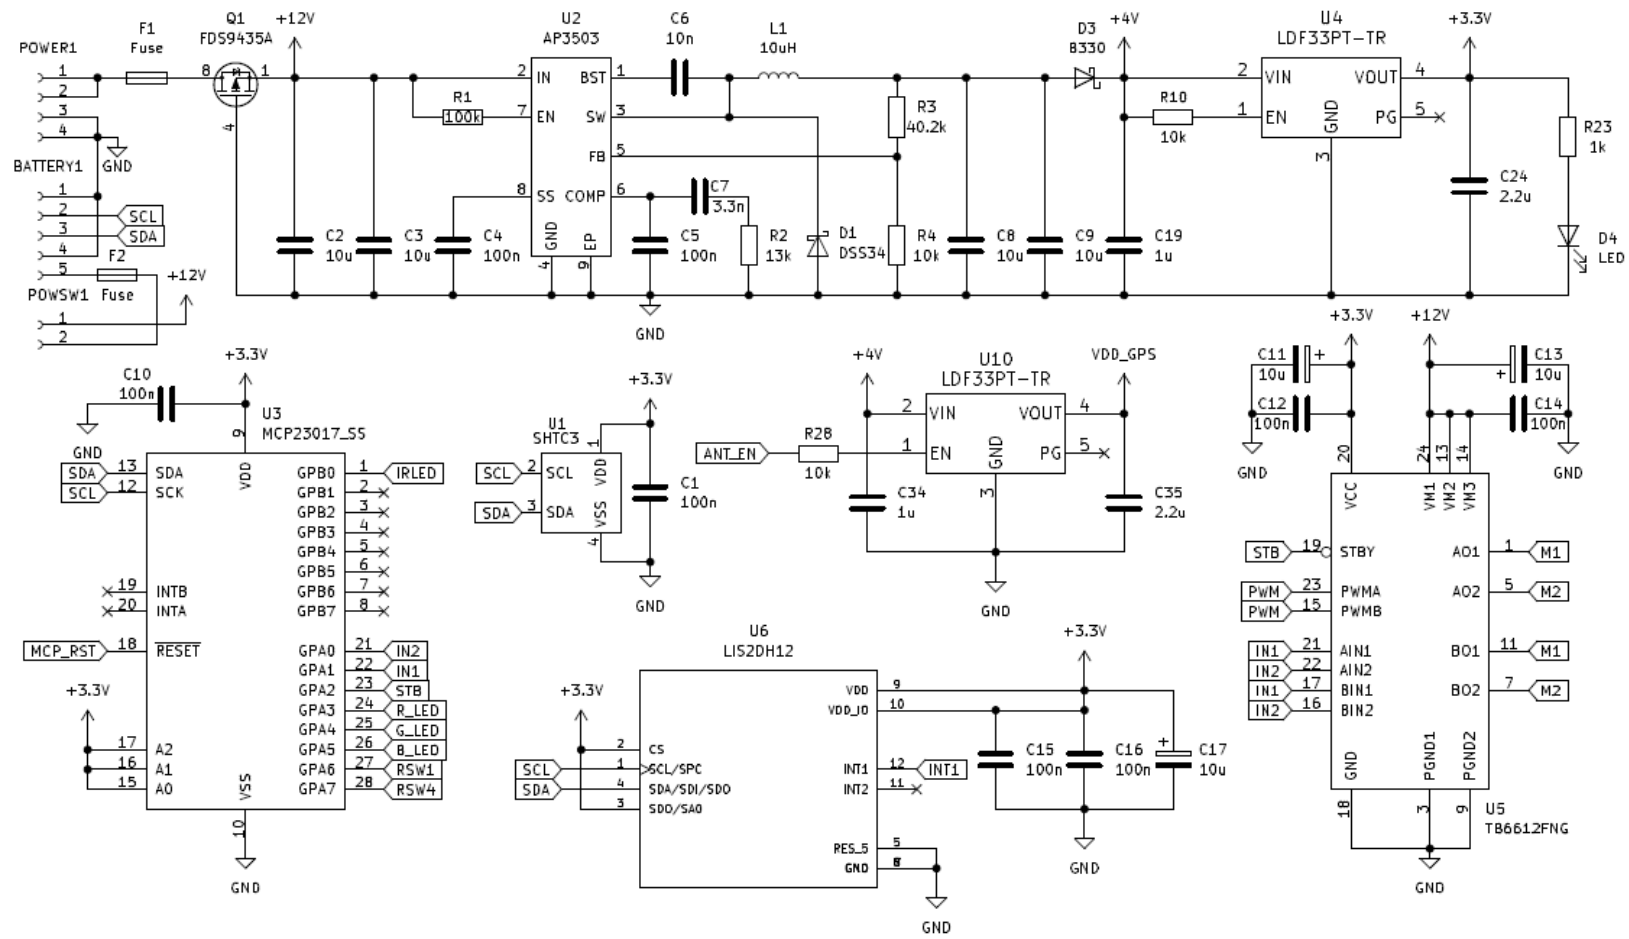 POWER1
1
2
3
4
GND
BATTERY1
1
2 SCL
3 SDA
4
5
F2
Fuse
+12V
POWSW1
1
2
F1
Fuse
Q1
FDS9435A
8 1
4
+12V
C2
10u
C3
10u
R1
100k
C4
100n
U2
AP3503
2 IN BST 1
7 EN SW 3
FB 5
8 SS COMP 6
GND EP
4 9
C6
10n
L1
10uH
C7
3.3n
C5
100n
R2
13k
D1
DSS34
R3
40.2k
R4
10k
C8
10u
C9
10u
GND
D3
B330
+4V
R10
10k
C19
1u
U4
LDF33PT-TR
2 VIN VOUT 4
1 EN PG 5
GND
3
+3.3V
C24
2.2u
R23
1k
D4
LED
+3.3V
C10
100n
GND
9
U3
MCP23017_SS
VDD
SDA 13 SDA
SCL 12 SCK
19 INTB
20 INTA
MCP_RST 18 RESET
+3.3V
17 A2
16 A1
15 A0
GPB0 1 IRLED
GPB1 2
GPB2 3
GPB3 4
GPB4 5
GPB5 6
GPB6 7
GPB7 8
GPA0 21 IN2
GPA1 22 IN1
GPA2 23 STB
GPA3 24 R_LED
GPA4 25 G_LED
GPA5 26 B_LED
GPA6 27 RSW1
GPA7 28 RSW4
VSS
10
GND
+3.3V
U1
SHTC3
1
SCL 2 SCL VDD
SDA 3 SDA VSS
4
C1
100n
GND
+4V
U10
LDF33PT-TR
VDD_GPS
2 VIN VOUT 4
ANT_EN R28 1 EN PG 5
10k
GND
3
C34
1u
C35
2.2u
GND
U6
LIS2DH12
+3.3V
2 CS
SCL 1 SCL/SPC
SDA 4 SDA/SDI/SDO
3 SDO/SA0
VDD 9
VDD_IO 10
INT1 12 INT1
INT2 11
RES_5 5
GND
GND
+3.3V
C15
100n
C16
100n
C17
10u
+
GND
+3.3V +12V
C11
10u
+
C12
100n
GND
C13
10u
+
C14
100n
GND
20 24 13 14
VCC VM1 VM2 VM3
STB 19 STBY
PWM 23 PWMA
PWM 15 PWMB
IN1 21 AIN1
IN2 22 AIN2
IN1 17 BIN1
IN2 16 BIN2
AO1 1 M1
AO2 5 M2
BO1 11 M1
BO2 7 M2
GND PGND1 PGND2
18 3 9
U5
TB6612FNG
GND